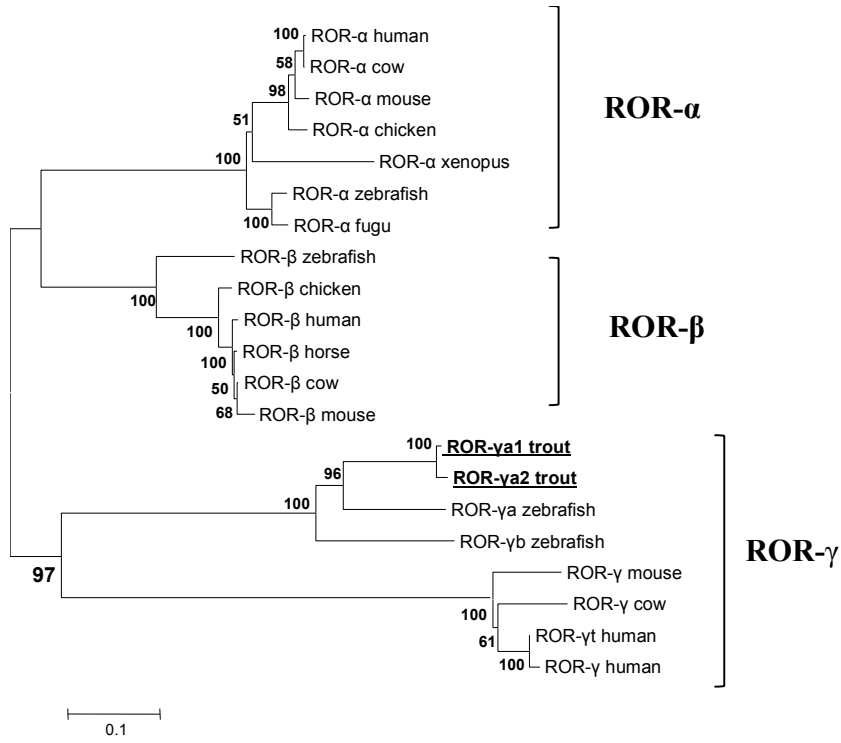 100 ROR-α human
58 ROR-α cow
98 ROR-α mouse
ROR-α
51 ROR-α chicken
100 ROR-α xenopus
ROR-α zebrafish
100 ROR-α fugu
ROR-β zebrafish
100 ROR-β chicken
100 ROR-β human
ROR-β
100 ROR-β horse
50 ROR-β cow
68 ROR-β mouse
100 ROR-γa1 trout
96 ROR-γa2 trout
100 ROR-γa zebrafish
ROR-γb zebrafish
ROR-γ
97 ROR-γ mouse
100 ROR-γ cow
61 ROR-γt human
100 ROR-γ human
0.1